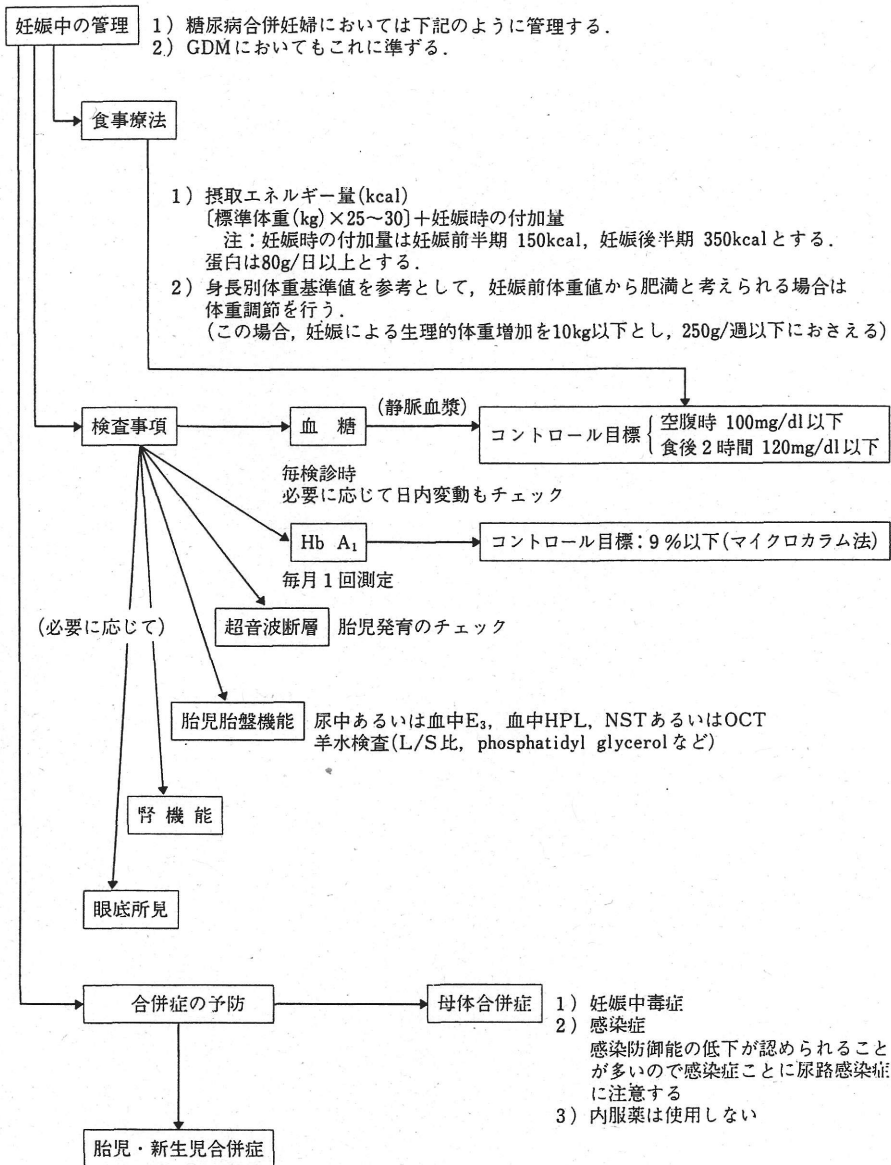 妊娠中の管理
1）糖尿病合併妊婦においては下記のように管理する．
2）GDMにおいてもこれに準ずる．
食事療法
1）摂取エネルギー量(kcal)
〔標準体重(kg)×25～30〕＋妊娠時の付加量
注：妊娠時の付加量は妊娠前半期 150kcal，妊娠後半期 350kcalとする．
蛋白は80g/日以上とする．
2）身長別体重基準値を参考として，妊娠前体重値から肥満と考えられる場合は
体重調節を行う．
(この場合，妊娠による生理的体重増加を10kg以下とし，250g/週以下におさえる)
検査事項
血　糖
(静脈血漿)
コントロール目標
空腹時 100mg/dl以下
食後2時間 120mg/dl以下
毎検診時
必要に応じて日内変動もチェック
Hb A₁
コントロール目標：9％以下(マイクロカラム法)
毎月1回測定
(必要に応じて)
超音波断層
胎児発育のチェック
胎児胎盤機能
尿中あるいは血中E₃，血中HPL，NSTあるいはOCT
羊水検査(L/S比，phosphatidyl glycerolなど)
腎 機 能
眼底所見
合併症の予防
母体合併症
1）妊娠中毒症
2）感染症
感染防御能の低下が認められること
が多いので感染症ことに尿路感染症
に注意する
3）内服薬は使用しない
胎児・新生児合併症